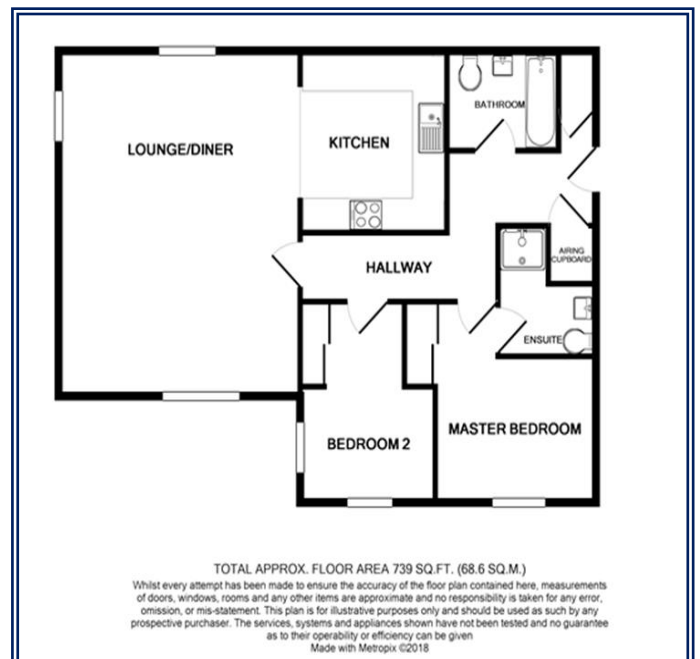 BATHROOM
LOUNGE/DINER
KITCHEN
AIRING
CUPBOARD
HALLWAY
ENSUITE
MASTER BEDROOM
BEDROOM 2
TOTAL APPROX. FLOOR AREA 739 SQ.FT. (68.6 SQ.M.)
Whilst every attempt has been made to ensure the accuracy of the floor plan contained here, measurements
of doors, windows, rooms and any other items are approximate and no responsibility is taken for any error,
omission, or mis-statement. This plan is for illustrative purposes only and should be used as such by any
prospective purchaser. The services, systems and appliances shown have not been tested and no guarantee
as to their operability or efficiency can be given
Made with Metropix ©2018